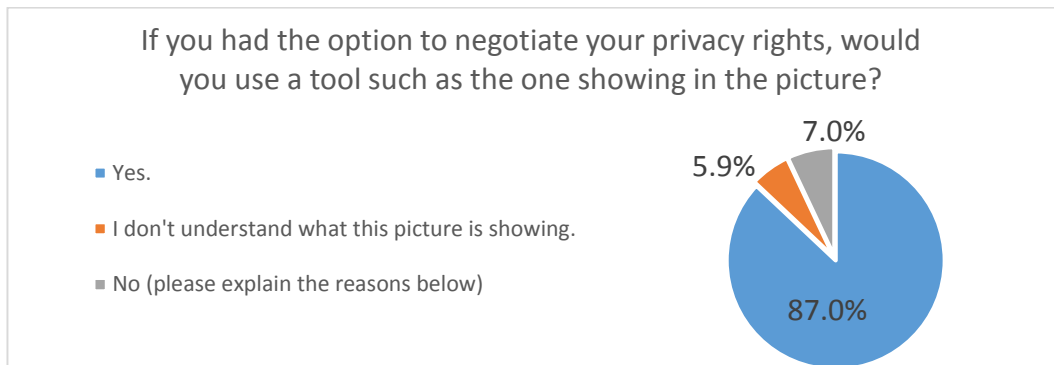 If you had the option to negotiate your privacy rights, would
you use a tool such as the one showing in the picture?
7.0%
5.9%
Yes.
I don't understand what this picture is showing.
No (please explain the reasons below)
87.0%